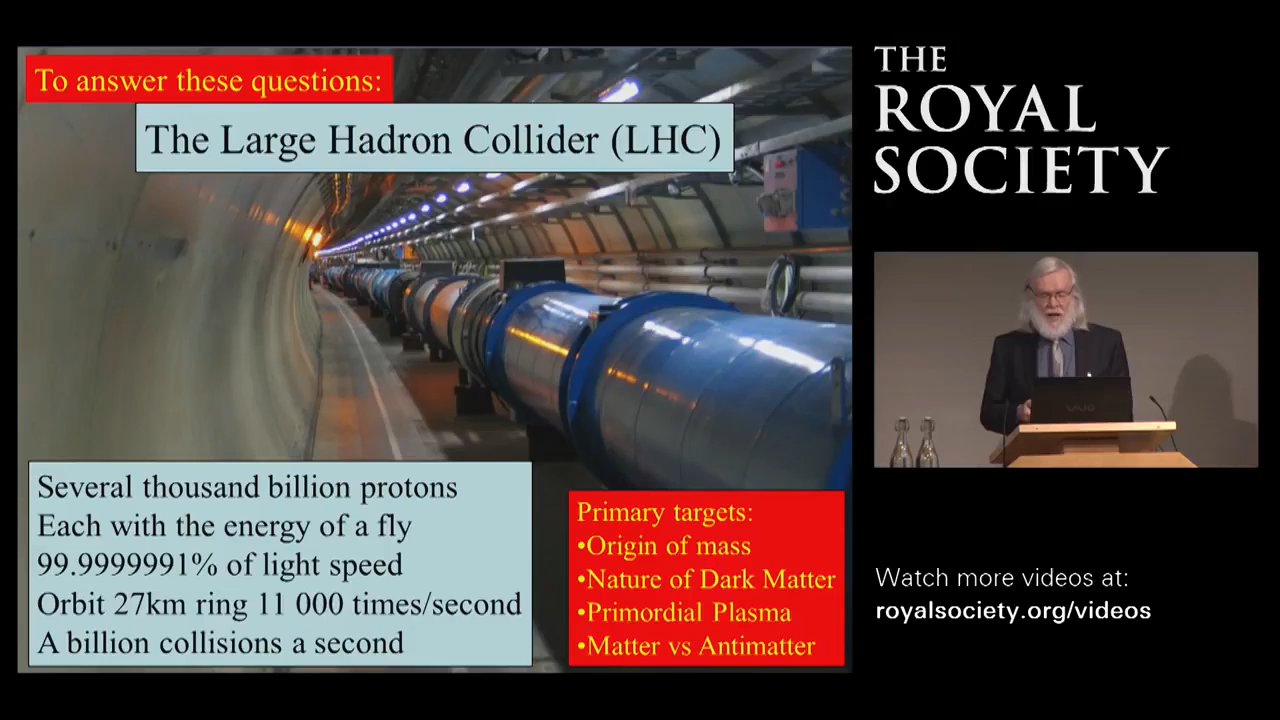 To answer these questions:
The Large Hadron Collider (LHC)
Several thousand billion protons
Each with the energy of a fly
99.9999991% of light speed
Orbit 27km ring 11 000 times/second
A billion collisions a second
Primary targets:
•Origin of mass
•Nature of Dark Matter
•Primordial Plasma
•Matter vs Antimatter
THE
ROYAL
SOCIETY
VAIO
Watch more videos at:
royalsociety.org/videos